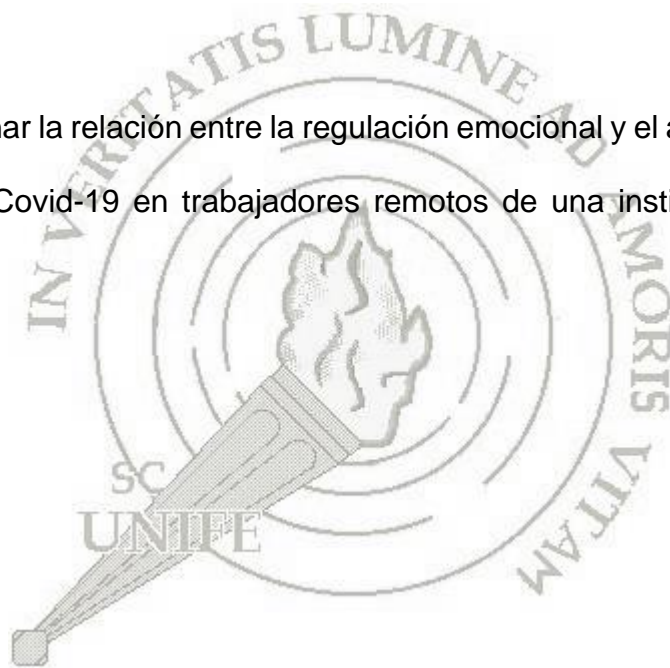 IN VERITATIS LUMINE AD AMORIS VITAM
ar la relación entre la regulación emocional y el a
Covid-19 en trabajadores remotos de una insti
SC
UNIFE